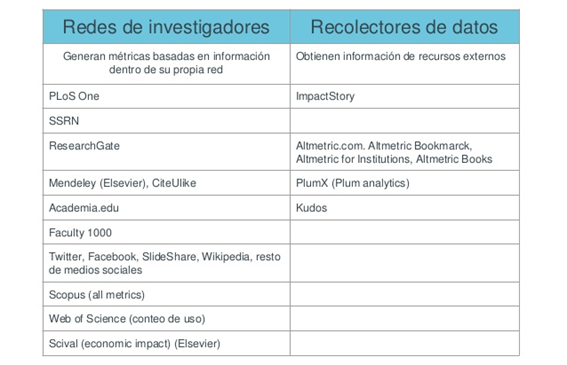 Redes de investigadores
Recolectores de datos
Generan métricas basadas en información
dentro de su propia red
Obtienen información de recursos externos
PLoS One
ImpactStory
SSRN
ResearchGate
Altmetric.com. Altmetric Bookmarck,
Altmetric for Institutions, Altmetric Books
Mendeley (Elsevier), CiteUlike
PlumX (Plum analytics)
Academia.edu
Kudos
Faculty 1000
Twitter, Facebook, SlideShare, Wikipedia, resto
de medios sociales
Scopus (all metrics)
Web of Science (conteo de uso)
Scival (economic impact) (Elsevier)